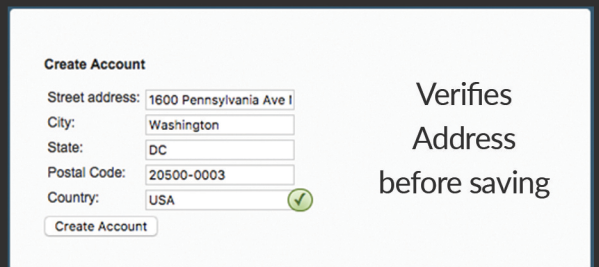 Create Account
Street address: 1600 Pennsylvania Ave
City: Washington
State: DC
Postal Code: 20500-0003
Country: USA
Create Account
Verifies
Address
before saving